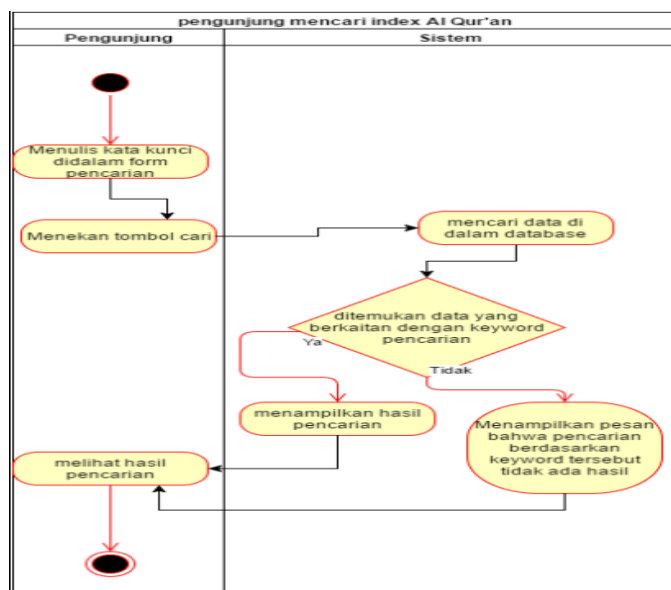 pengunjung mencari index Al Qur'an
Pengunjung
Sistem
Menulis kata kunci
didalam form
pencarian
Menekan tombol cari
mencari data di
dalam database
ditemukan data yang
berkaitan dengan keyword
pencarian
Ya
Tidak
menampilkan hasil
pencarian
Menampilkan pesan
bahwa pencarian
berdasarkan
keyword tersebut
tidak ada hasil
melihat hasil
pencarian